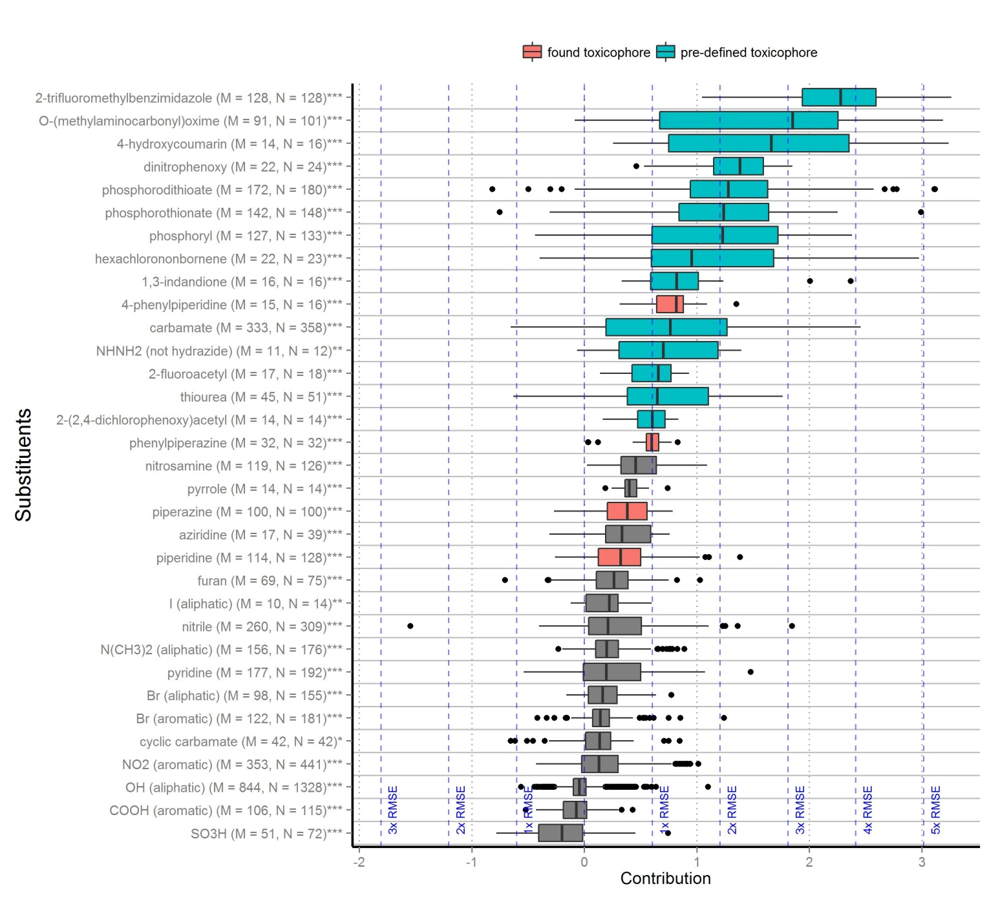 found toxicophore
pre-defined toxicophore
2-trifluoromethylbenzimidazole (M = 128, N = 128)***
O-(methylaminocarbonyl)oxime (M = 91, N = 101)***
4-hydroxycoumarin (M = 14, N = 16)***
dinitrophenoxy (M = 22, N = 24)***
phosphorodithioate (M = 172, N = 180)***
phosphorothionate (M = 142, N = 148)***
phosphoryl (M = 127, N = 133)***
hexachlorononbornene (M = 22, N = 23)***
1,3-indandione (M = 16, N = 16)***
4-phenylpiperidine (M = 15, N = 16)***
carbamate (M = 333, N = 358)***
NHNH2 (not hydrazide) (M = 11, N = 12)**
2-fluoroacetyl (M = 17, N = 18)***
thiourea (M = 45, N = 51)***
2-(2,4-dichlorophenoxy)acetyl (M = 14, N = 14)***
phenylpiperazine (M = 32, N = 32)***
nitrosamine (M = 119, N = 126)***
pyrrole (M = 14, N = 14)***
piperazine (M = 100, N = 100)***
aziridine (M = 17, N = 39)***
piperidine (M = 114, N = 128)***
furan (M = 69, N = 75)***
I (aliphatic) (M = 10, N = 14)**
nitrile (M = 260, N = 309)***
N(CH3)2 (aliphatic) (M = 156, N = 176)***
pyridine (M = 177, N = 192)***
Br (aliphatic) (M = 98, N = 155)***
Br (aromatic) (M = 122, N = 181)***
cyclic carbamate (M = 42, N = 42)*
NO2 (aromatic) (M = 353, N = 441)***
OH (aliphatic) (M = 844, N = 1328)***
COOH (aromatic) (M = 106, N = 115)***
SO3H (M = 51, N = 72)***
Substituents
3x RMSE
2x RMSE
1x RMSE
1x RMSE
2x RMSE
3x RMSE
4x RMSE
5x RMSE
-2
-1
0
1
2
3
Contribution